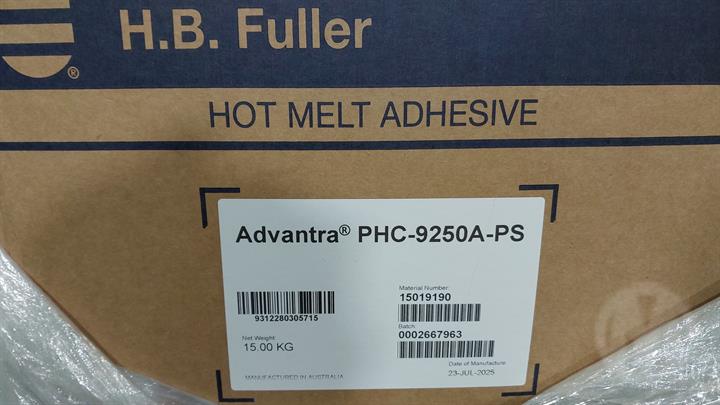 H.B. Fuller
®
HOT MELT ADHESIVE
Advantra® PHC-9250A-PS
Material Number:
15019190
9312280305715
Batch:
0002667963
Net Weight
15.00 KG
Date of Manufacture
MANUFACTURED IN AUSTRALIA
23-JUL-2025